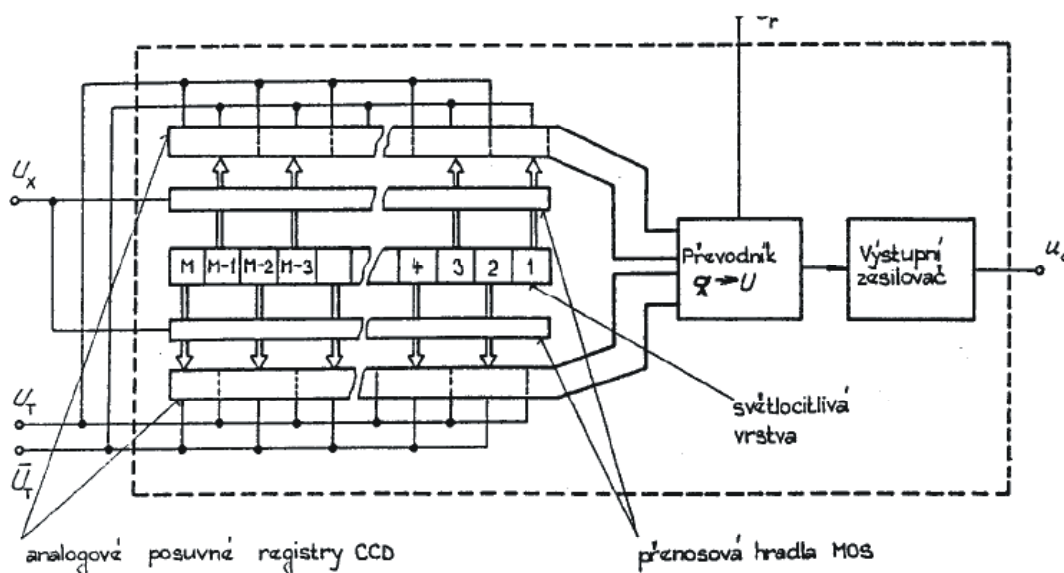 U_X
M M-1 M-2 M-3 4 3 2 1
Převodník
q → U
Výstupní
zesilovač
U_T
Ū_T
světlocitlivá
vrstva
analogové posuvné registry CCD
přenosová hradla MOS